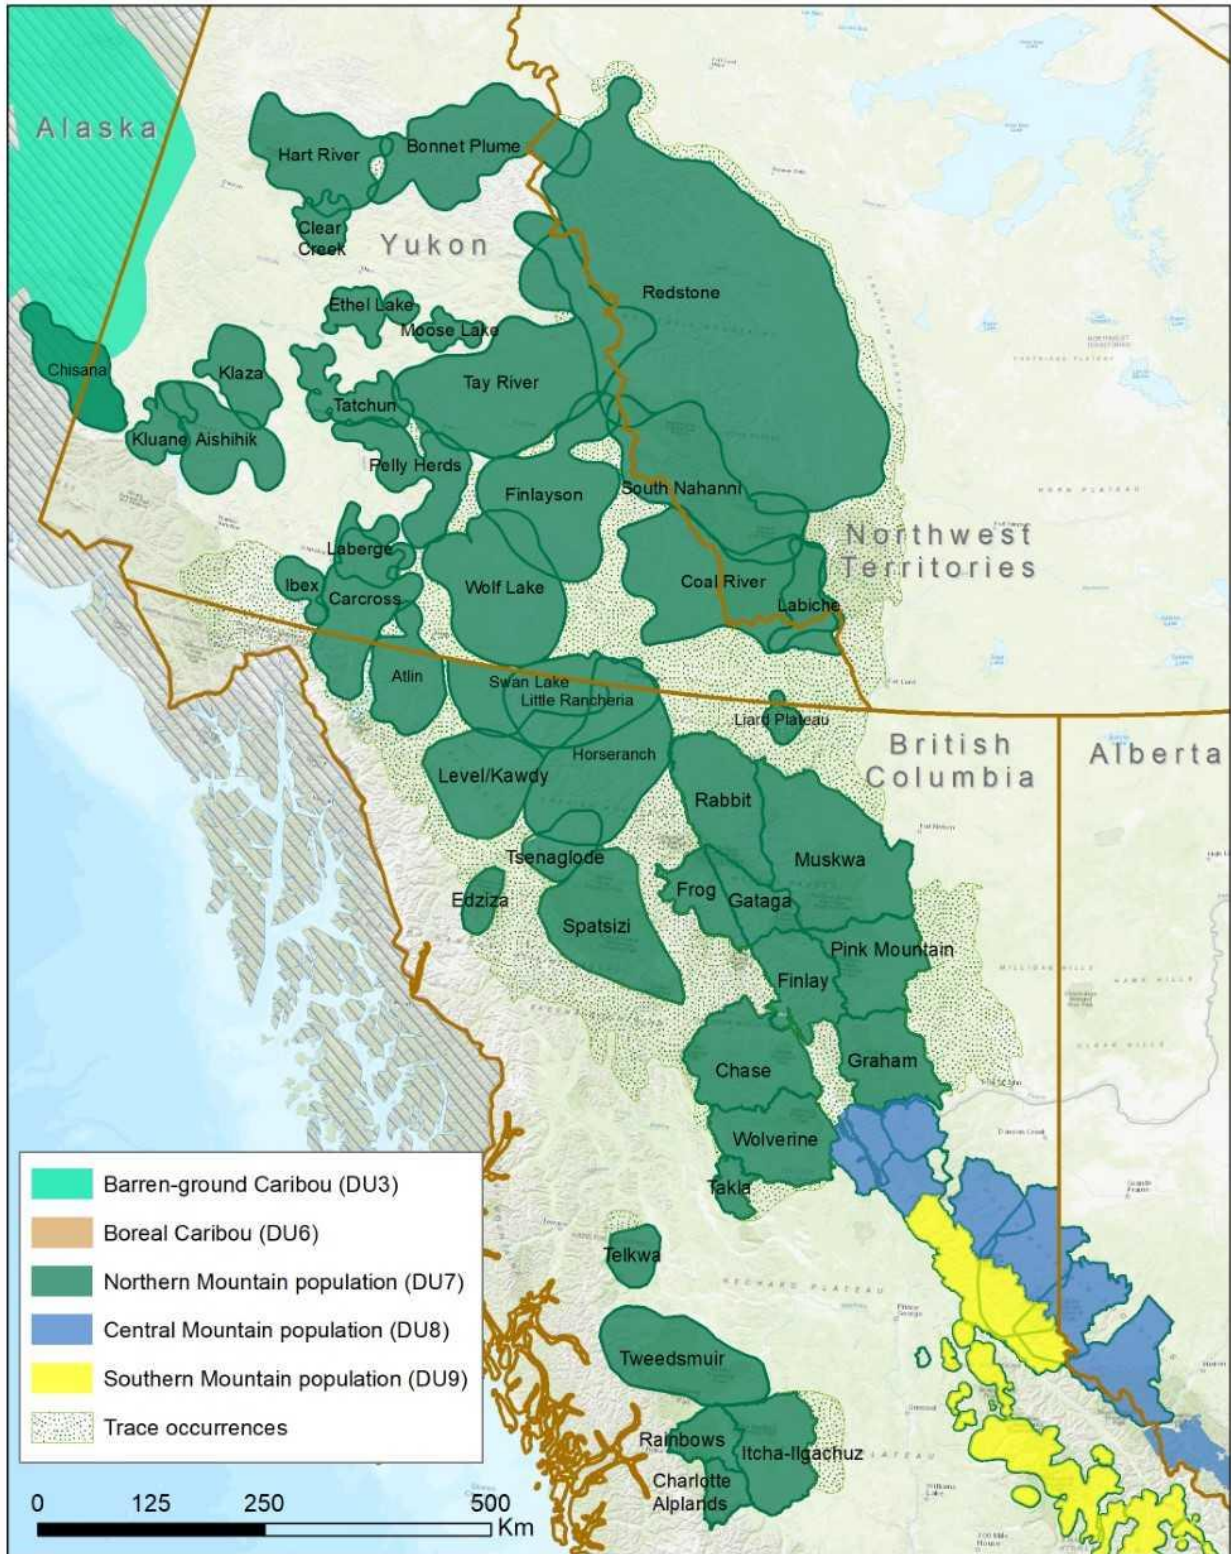 Alaska
Hart River
Bonnet Plume
Clear
Creek
Yukon
Redstone
Ethel Lake
Moose Lake
Chisana
Klaza
Tay River
Tatchun
Kluane
Aishihik
Pelly Herds
Finlayson
South Nahanni
Northwest
Territories
Laberge
Ibex
Carcross
Wolf Lake
Coal River
Labiche
Atlin
Swan Lake
Little Rancheria
Liard Plateau
British
Columbia
Alberta
Horseranch
Level/Kawdy
Rabbit
Muskwa
Tsenaglode
Edziza
Frog
Gataga
Spatsizi
Pink Mountain
Finlay
Chase
Graham
Wolverine
Takla
Telkwa
Tweedsmuir
Rainbows
Itcha-Ilgachuz
Charlotte
Alplands
Barren-ground Caribou (DU3)
Boreal Caribou (DU6)
Northern Mountain population (DU7)
Central Mountain population (DU8)
Southern Mountain population (DU9)
Trace occurrences
0 125 250 500
Km